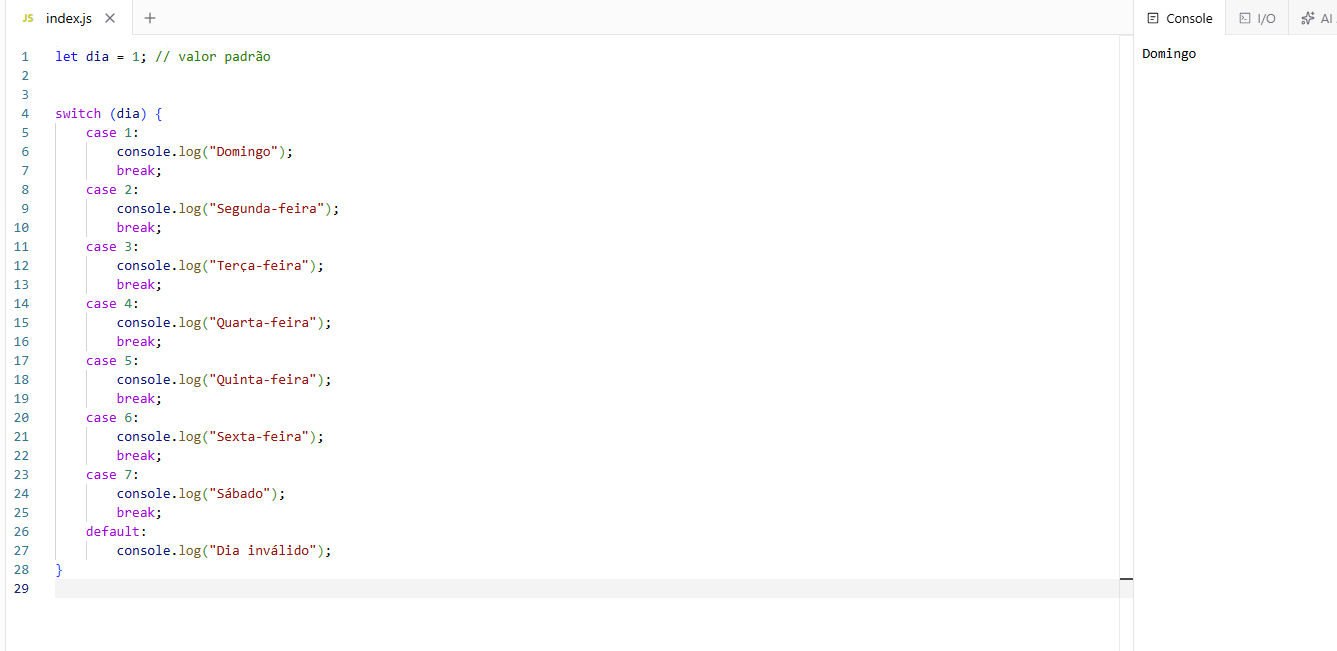 JS index.js
Console
I/O
AI
1 let dia = 1; // valor padrão
2
3
4 switch (dia) {
5 case 1:
6 console.log("Domingo");
7 break;
8 case 2:
9 console.log("Segunda-feira");
10 break;
11 case 3:
12 console.log("Terça-feira");
13 break;
14 case 4:
15 console.log("Quarta-feira");
16 break;
17 case 5:
18 console.log("Quinta-feira");
19 break;
20 case 6:
21 console.log("Sexta-feira");
22 break;
23 case 7:
24 console.log("Sábado");
25 break;
26 default:
27 console.log("Dia inválido");
28 }
29
Domingo